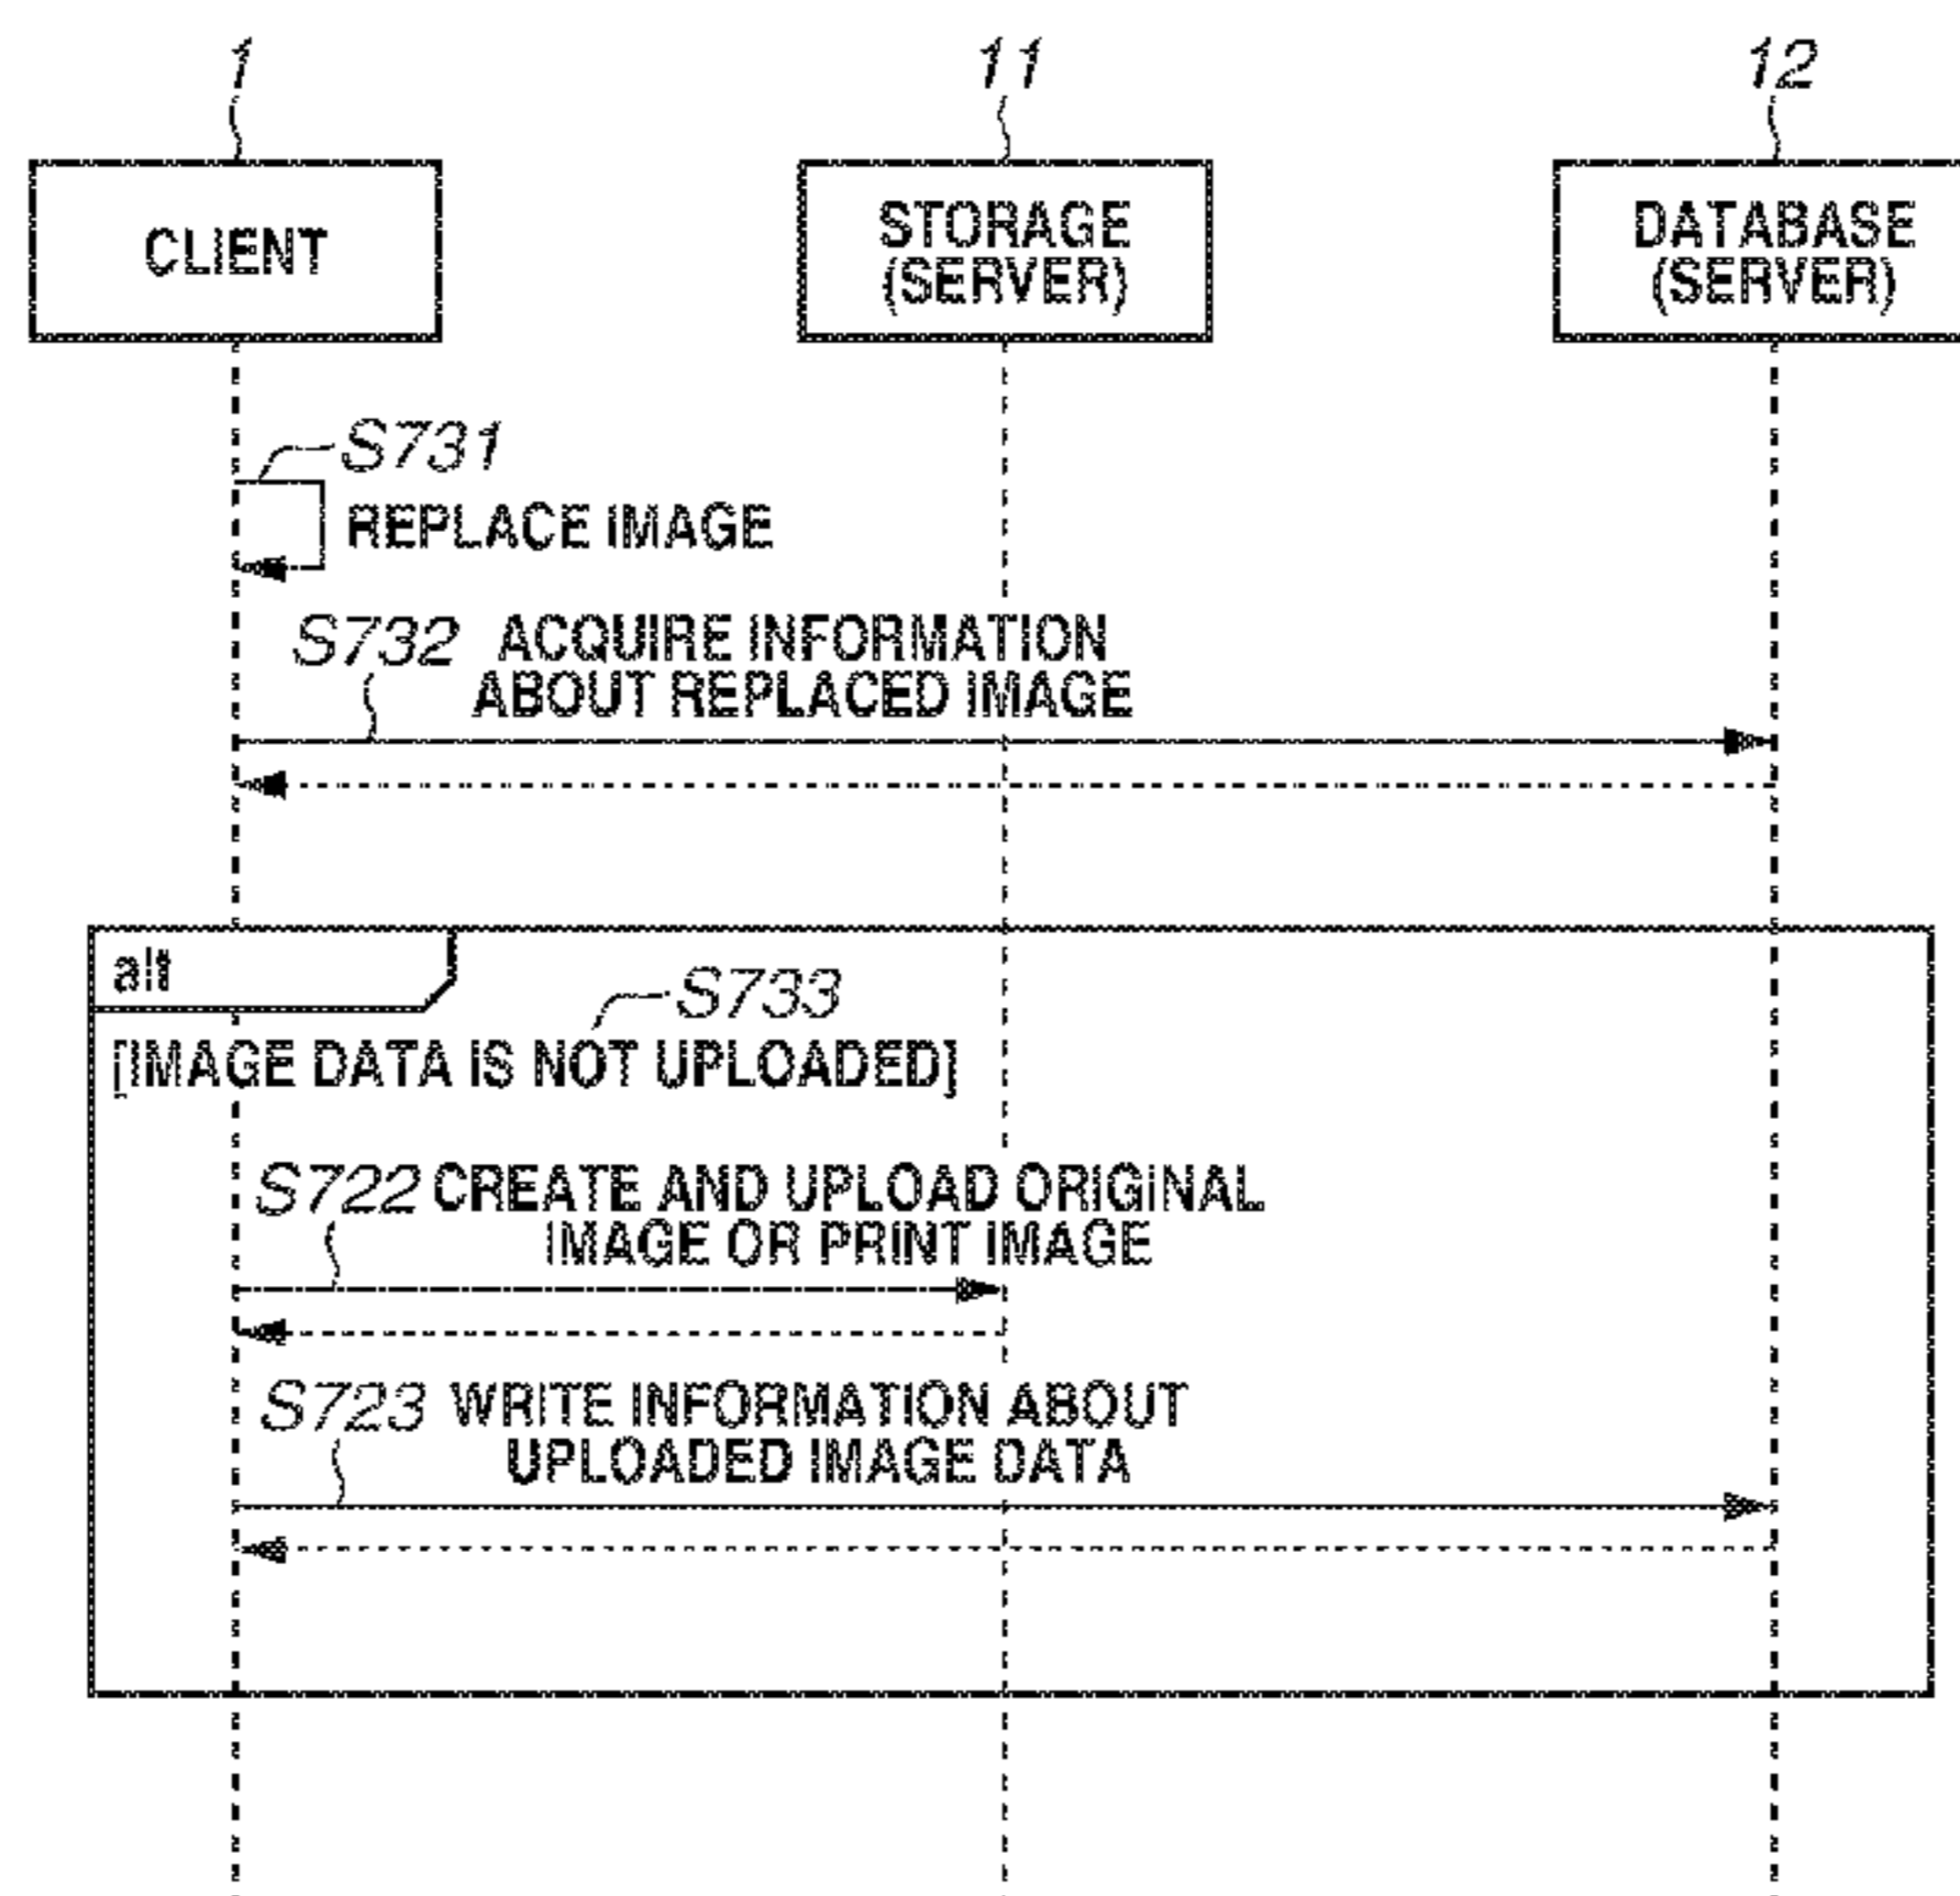 1
11
12
CLIENT
STORAGE
(SERVER)
DATABASE
(SERVER)
S731
REPLACE IMAGE
S732 ACQUIRE INFORMATION
ABOUT REPLACED IMAGE
alt
S733
[IMAGE DATA IS NOT UPLOADED]
S722 CREATE AND UPLOAD ORIGINAL
IMAGE OR PRINT IMAGE
S723 WRITE INFORMATION ABOUT
UPLOADED IMAGE DATA